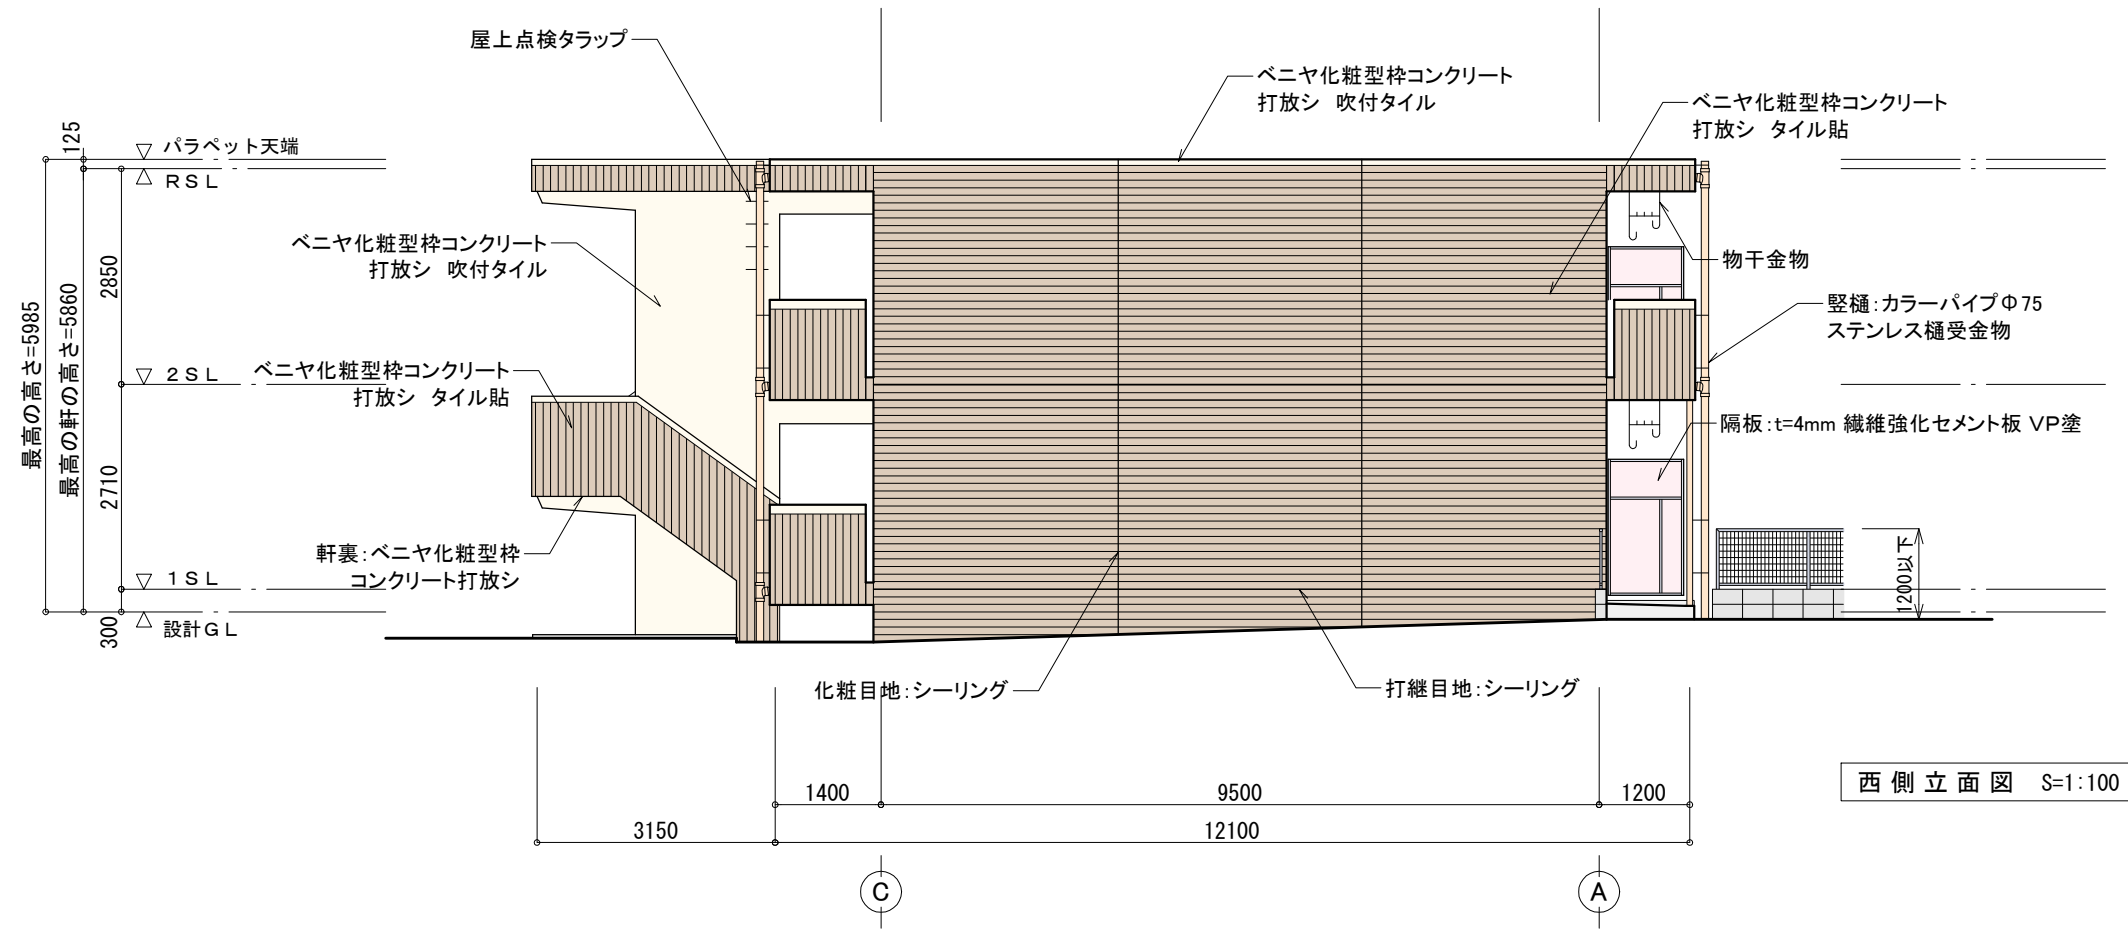 屋上点検タラップ
ベニヤ化粧型枠コンクリート
打放シ 吹付タイル
ベニヤ化粧型枠コンクリート
打放シ タイル貼
125
パラペット天端
RSL
ベニヤ化粧型枠コンクリート
打放シ 吹付タイル
物干金物
竪樋:カラーパイプΦ75
ステンレス樋受金物
2850
最高の高さ=5985
最高の軒の高さ=5860
2SL
ベニヤ化粧型枠コンクリート
打放シ タイル貼
隔板:t=4mm 繊維強化セメント板 VP塗
2710
軒裏:ベニヤ化粧型枠
コンクリート打放シ
1SL
設計GL
300
1200以下
化粧目地:シーリング
打継目地:シーリング
西側立面図 S=1:100
1400
9500
1200
3150
12100
C
A